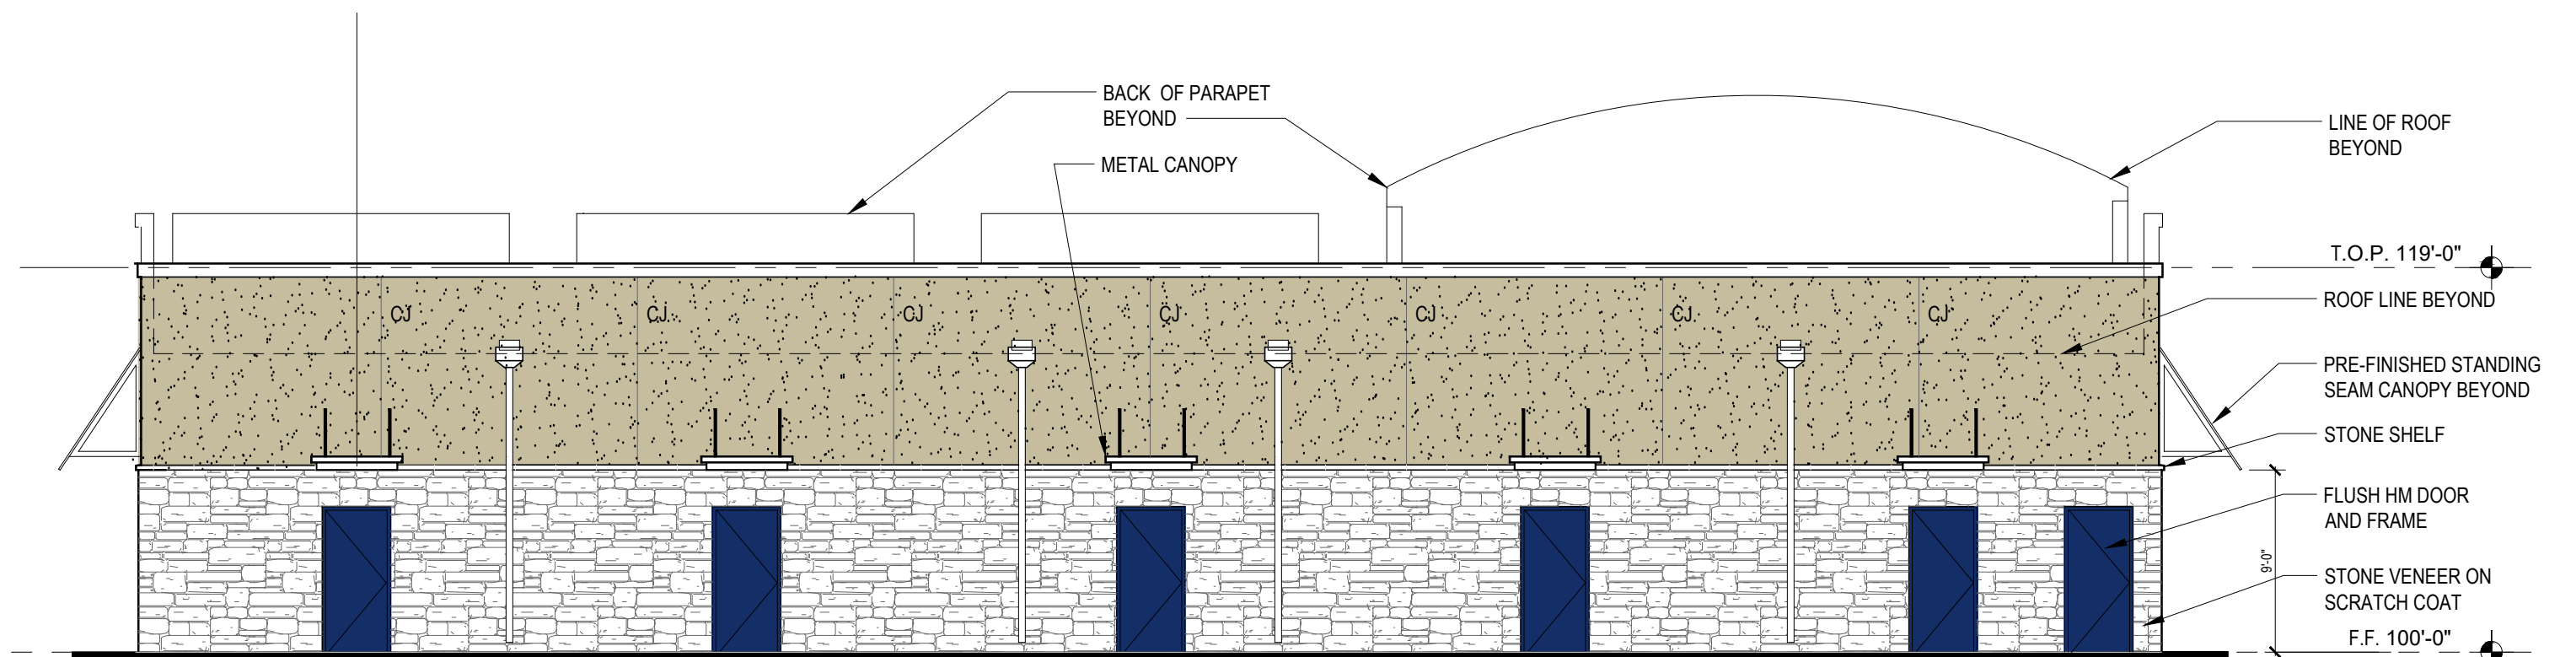 BACK OF PARAPET
BEYOND
METAL CANOPY
LINE OF ROOF
BEYOND
T.O.P. 119'-0"
ROOF LINE BEYOND
CJ
CJ
CJ
CJ
CJ
CJ
CJ
PRE-FINISHED STANDING
SEAM CANOPY BEYOND
STONE SHELF
FLUSH HM DOOR
AND FRAME
9'-0"
STONE VENEER ON
SCRATCH COAT
F.F. 100'-0"